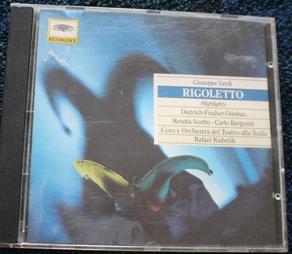 RESONANCE
Giuseppe Verdi
RIGOLETTO
Highlights
Dietrich Fischer-Dieskau
Renata Scotto · Carlo Bergonzi
Coro e Orchestra del Teatro alla Scala
Rafael Kubelik